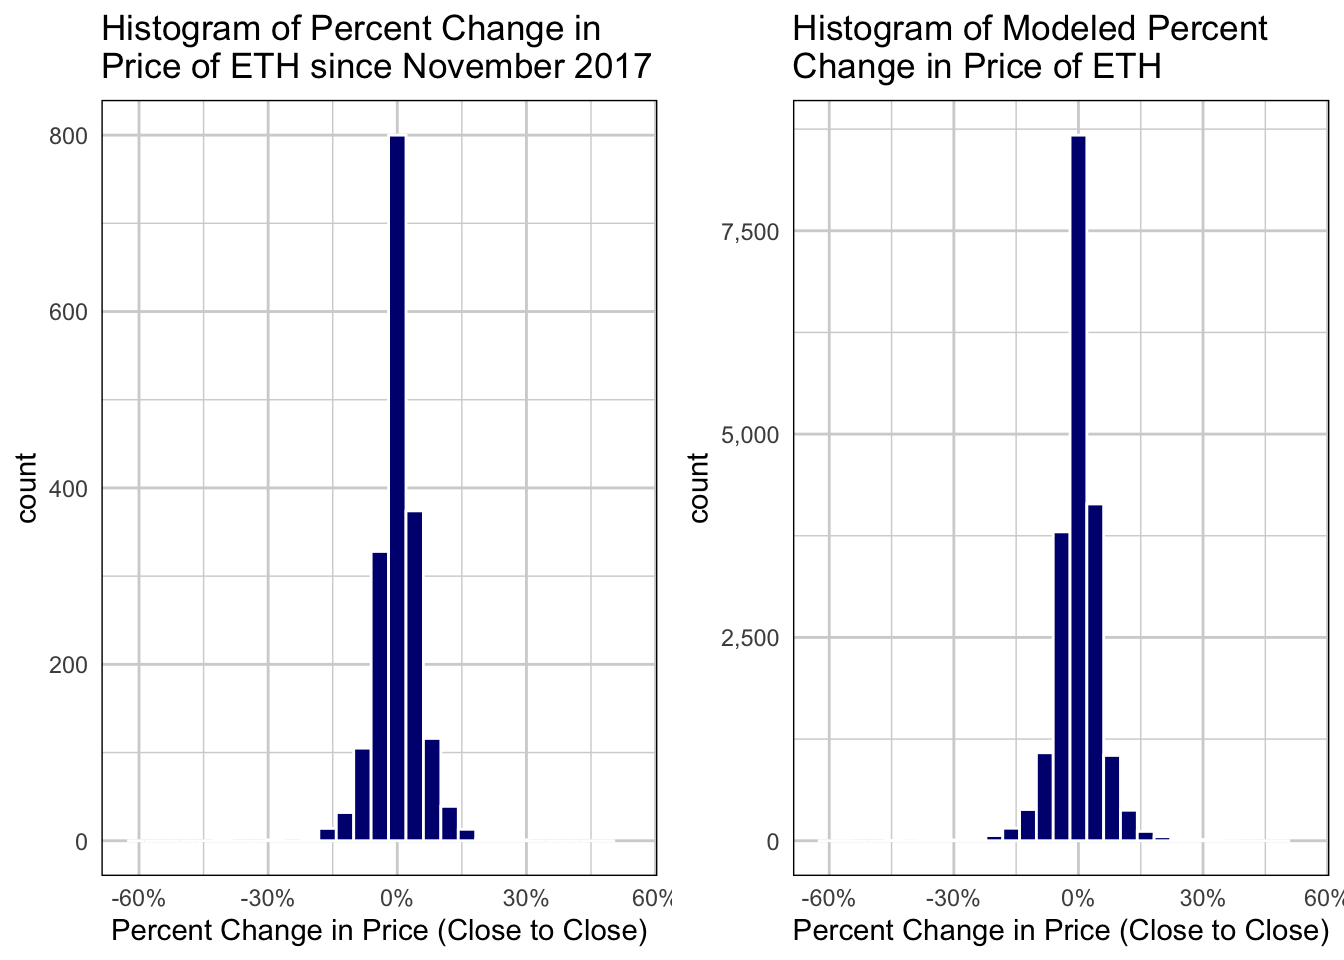 Histogram of Percent Change in
Price of ETH since November 2017
800
600
400
200
0
count
-60%
-30%
0%
30%
60%
Percent Change in Price (Close to Close)
Histogram of Modeled Percent
Change in Price of ETH
7,500
5,000
2,500
0
count
-60%
-30%
0%
30%
60%
Percent Change in Price (Close to Close)